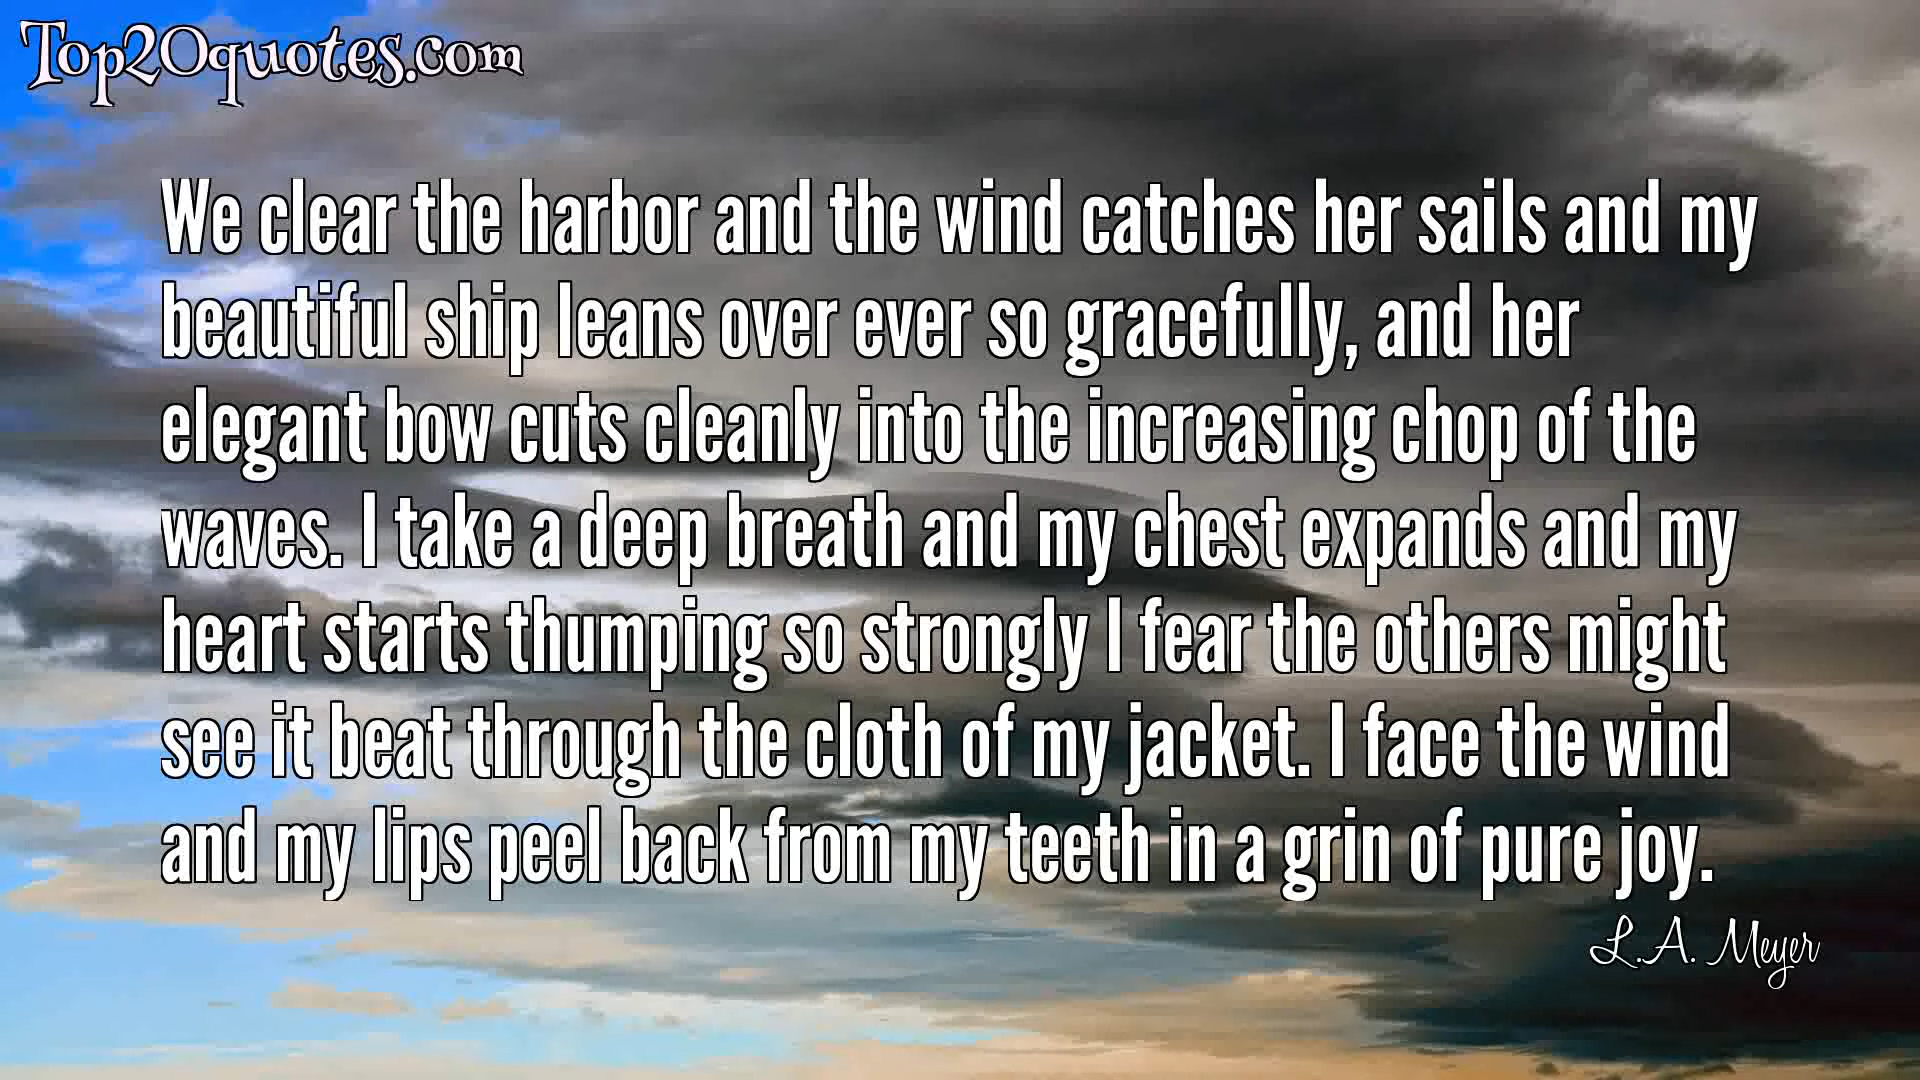 Top20quotes.com
We clear the harbor and the wind catches her sails and my
beautiful ship leans over ever so gracefully, and her
elegant bow cuts cleanly into the increasing chop of the
waves. I take a deep breath and my chest expands and my
heart starts thumping so strongly I fear the others might
see it beat through the cloth of my jacket. I face the wind
and my lips peel back from my teeth in a grin of pure joy.
L.A. Meyer